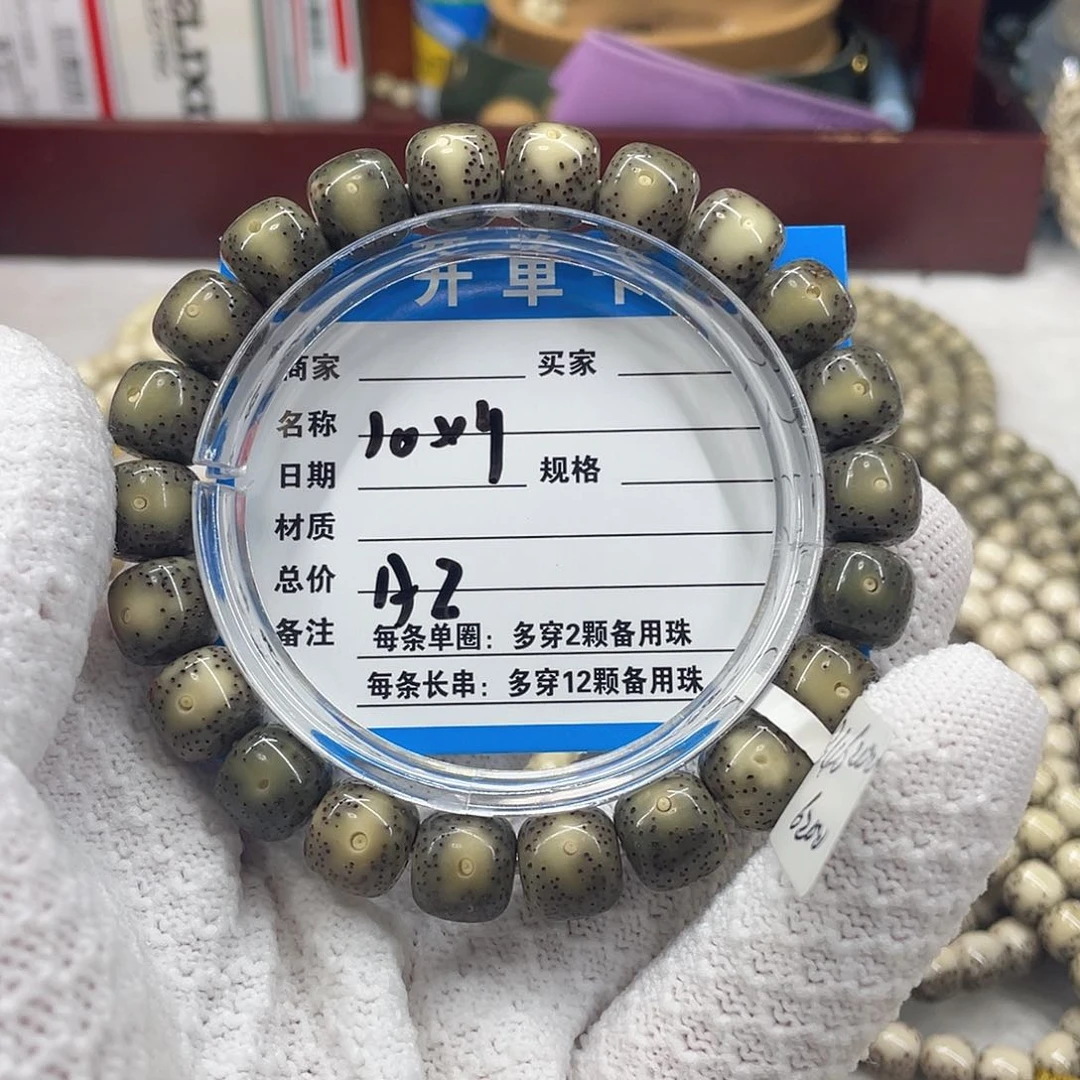 开单卡
商家 买家
名称 10x9
日期 规格
材质
总价 A2
备注 每条单圈：多穿2颗备用珠
每条长串：多穿12颗备用珠